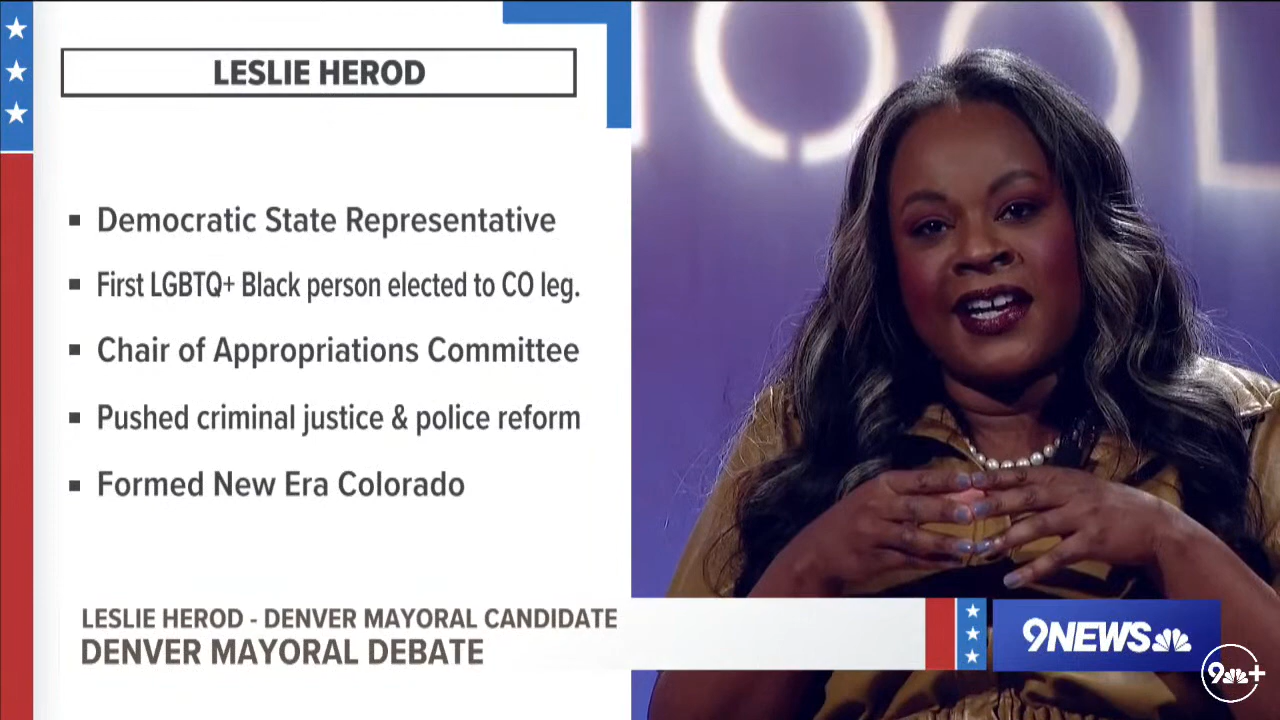 LESLIE HEROD
Democratic State Representative
First LGBTQ+ Black person elected to CO leg.
Chair of Appropriations Committee
Pushed criminal justice & police reform
Formed New Era Colorado
LESLIE HEROD - DENVER MAYORAL CANDIDATE
DENVER MAYORAL DEBATE
9NEWS
9+